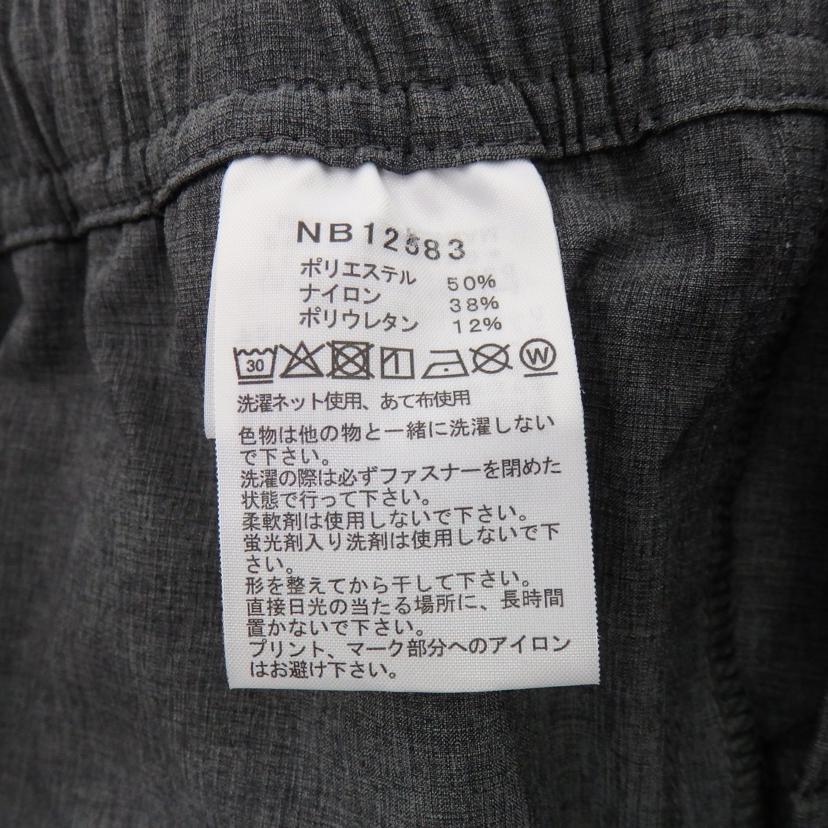 NB12583
ポリエステル 50%
ナイロン 38%
ポリウレタン 12%
30 W
洗濯ネット使用、あて布使用
色物は他の物と一緒に洗濯しない
で下さい。
洗濯の際は必ずファスナーを閉めた
状態で行って下さい。
柔軟剤は使用しないで下さい。
蛍光剤入り洗剤は使用しないで下
さい。
形を整えてから干して下さい。
直接日光の当たる場所に、長時間
置かないで下さい。
プリント、マーク部分へのアイロン
はお避け下さい。